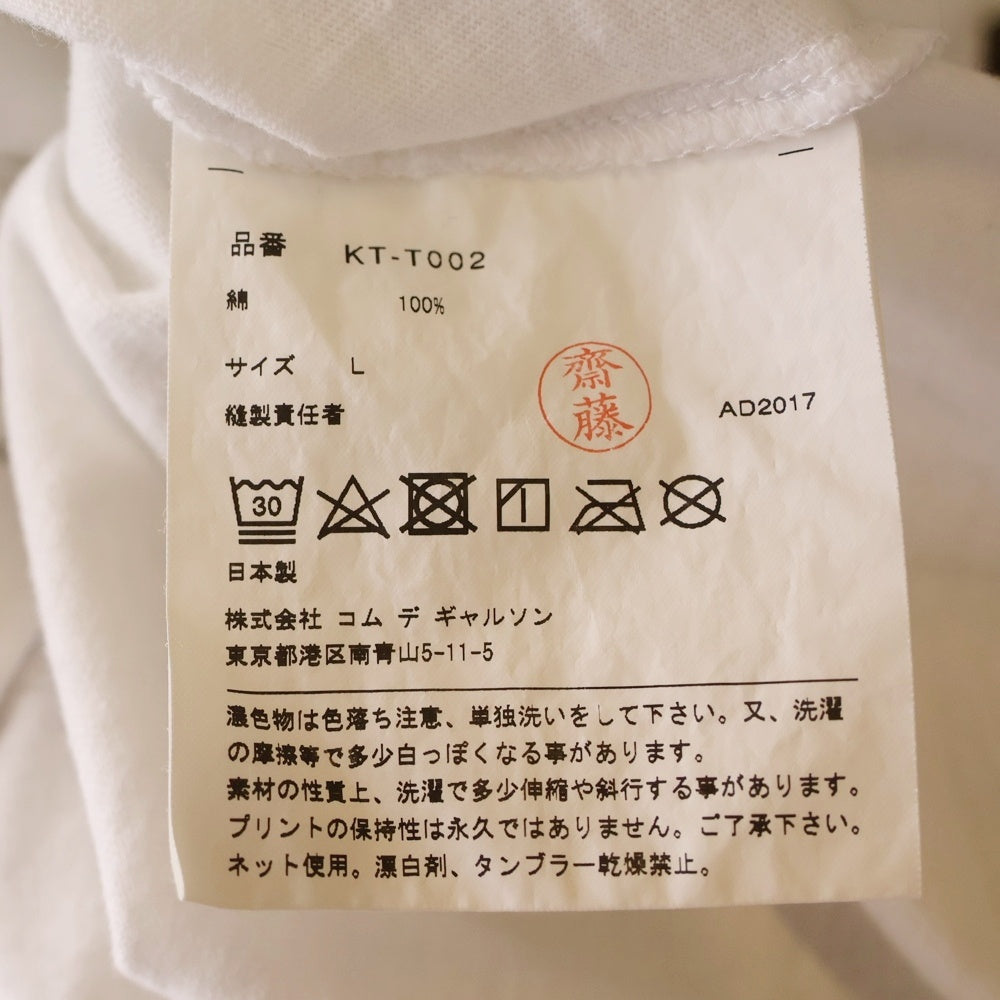 品番 KT-T002
綿 100%
サイズ L
縫製責任者 齋藤 AD2017
30
日本製
株式会社 コム デ ギャルソン
東京都港区南青山5-11-5
濃色物は色落ち注意、単独洗いをして下さい。又、洗濯
の摩擦等で多少白っぽくなる事があります。
素材の性質上、洗濯で多少伸縮や斜行する事があります。
プリントの保持性は永久ではありません。ご了承下さい。
ネット使用。漂白剤、タンブラー乾燥禁止。